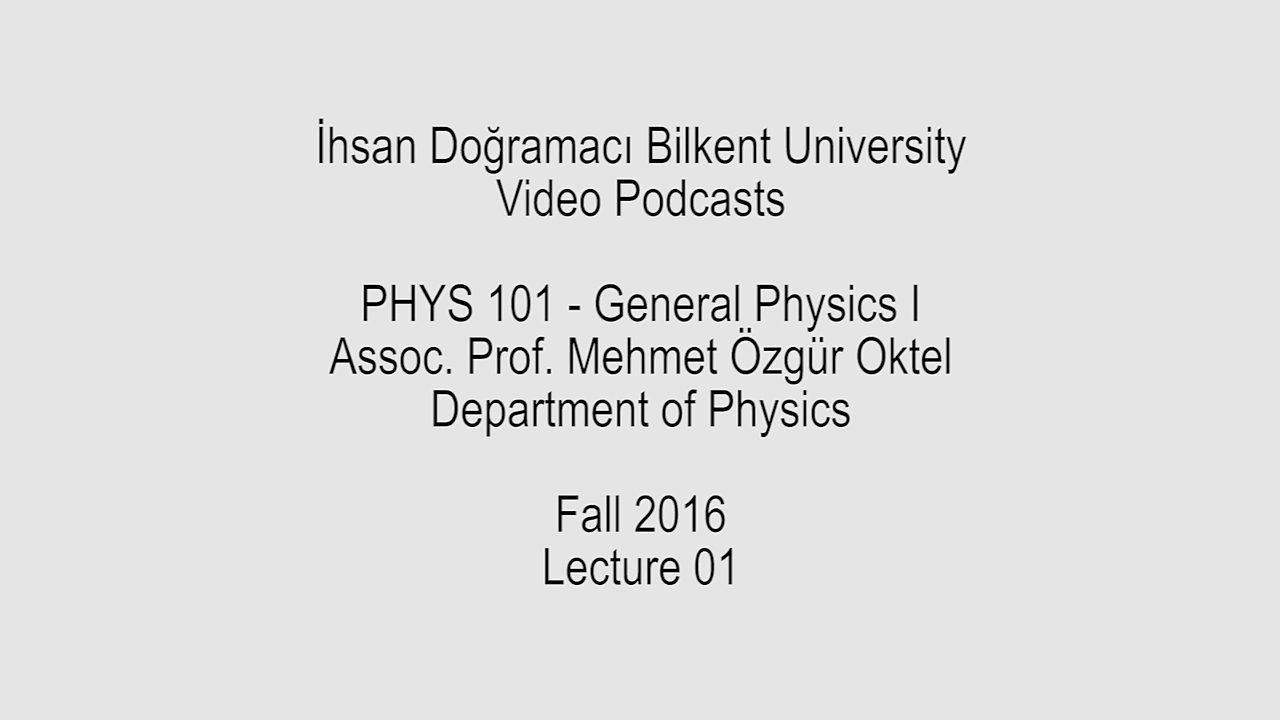 İhsan Doğramacı Bilkent University
Video Podcasts
PHYS 101 - General Physics I
Assoc. Prof. Mehmet Özgür Oktel
Department of Physics
Fall 2016
Lecture 01